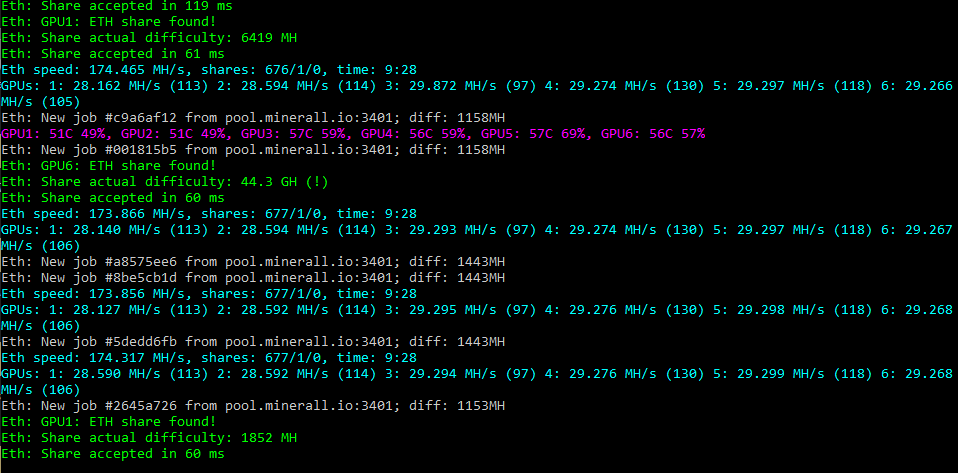 Eth: Share accepted in 119 ms
Eth: GPU1: ETH share found!
Eth: Share actual difficulty: 6419 MH
Eth: Share accepted in 61 ms
Eth speed: 174.465 MH/s, shares: 676/1/0, time: 9:28
GPUs: 1: 28.162 MH/s (113) 2: 28.594 MH/s (114) 3: 29.872 MH/s (97) 4: 29.274 MH/s (130) 5: 29.297 MH/s (118) 6: 29.266
MH/s (105)
Eth: New job #c9a6af12 from pool.minerall.io:3401; diff: 1158MH
GPU1: 51C 49%, GPU2: 51C 49%, GPU3: 57C 59%, GPU4: 56C 59%, GPU5: 57C 69%, GPU6: 56C 57%
Eth: New job #001815b5 from pool.minerall.io:3401; diff: 1158MH
Eth: GPU6: ETH share found!
Eth: Share actual difficulty: 44.3 GH (!)
Eth: Share accepted in 60 ms
Eth speed: 173.866 MH/s, shares: 677/1/0, time: 9:28
GPUs: 1: 28.140 MH/s (113) 2: 28.594 MH/s (114) 3: 29.293 MH/s (97) 4: 29.274 MH/s (130) 5: 29.297 MH/s (118) 6: 29.267
MH/s (106)
Eth: New job #a8575ee6 from pool.minerall.io:3401; diff: 1443MH
Eth: New job #8be5cb1d from pool.minerall.io:3401; diff: 1443MH
Eth speed: 173.856 MH/s, shares: 677/1/0, time: 9:28
GPUs: 1: 28.127 MH/s (113) 2: 28.592 MH/s (114) 3: 29.295 MH/s (97) 4: 29.276 MH/s (130) 5: 29.298 MH/s (118) 6: 29.268
MH/s (106)
Eth: New job #5dedd6fb from pool.minerall.io:3401; diff: 1443MH
Eth speed: 174.317 MH/s, shares: 677/1/0, time: 9:28
GPUs: 1: 28.590 MH/s (113) 2: 28.592 MH/s (114) 3: 29.294 MH/s (97) 4: 29.276 MH/s (130) 5: 29.299 MH/s (118) 6: 29.268
MH/s (106)
Eth: New job #2645a726 from pool.minerall.io:3401; diff: 1153MH
Eth: GPU1: ETH share found!
Eth: Share actual difficulty: 1852 MH
Eth: Share accepted in 60 ms